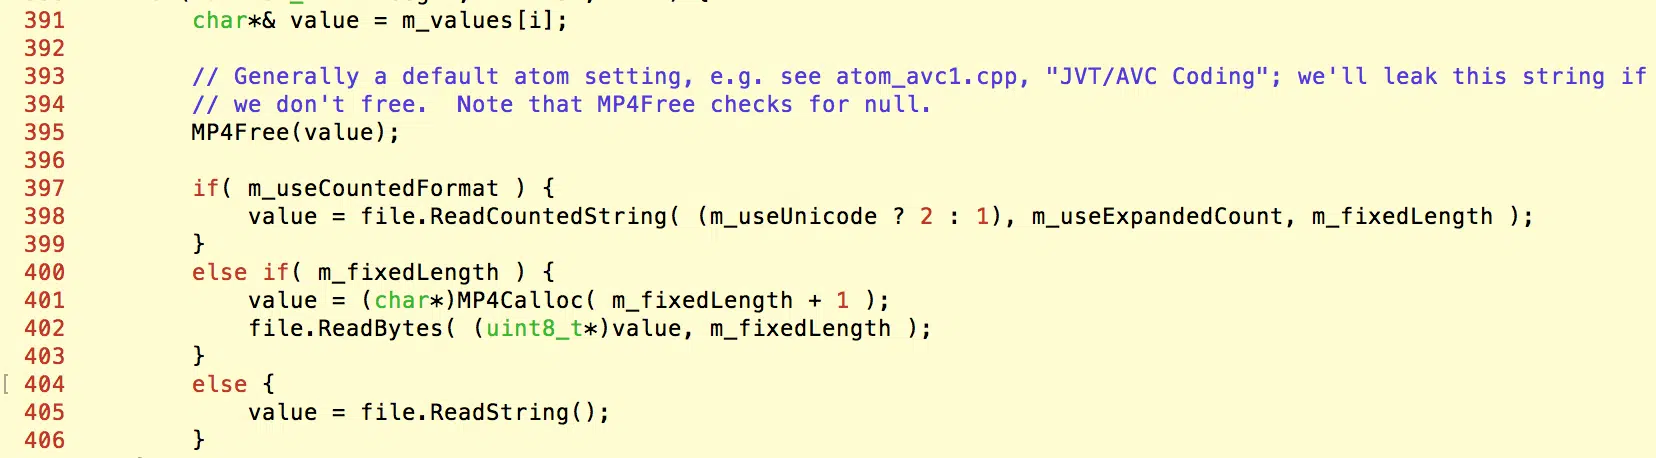 391 char*& value = m_values[i];
392
393 // Generally a default atom setting, e.g. see atom_avc1.cpp, "JVT/AVC Coding"; we'll leak this string if
394 // we don't free.  Note that MP4Free checks for null.
395 MP4Free(value);
396
397 if( m_useCountedFormat ) {
398 value = file.ReadCountedString( (m_useUnicode ? 2 : 1), m_useExpandedCount, m_fixedLength );
399 }
400 else if( m_fixedLength ) {
401 value = (char*)MP4Calloc( m_fixedLength + 1 );
402 file.ReadBytes( (uint8_t*)value, m_fixedLength );
403 }
[ 404 else {
405 value = file.ReadString();
406 }